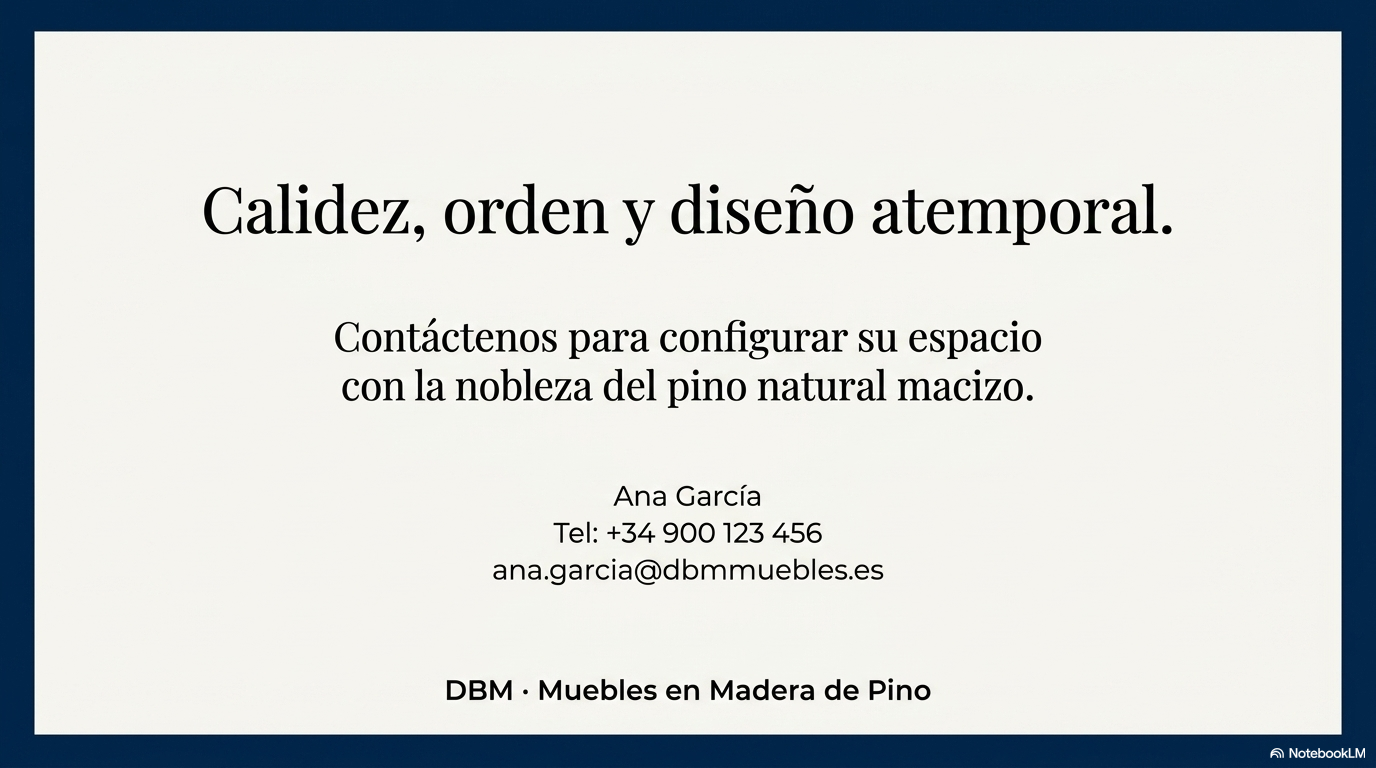 Calidez, orden y diseño atemporal.
Contáctenos para configurar su espacio
con la nobleza del pino natural macizo.
Ana García
Tel: +34 900 123 456
ana.garcia@dbmmuebles.es
DBM · Muebles en Madera de Pino
NotebookLM